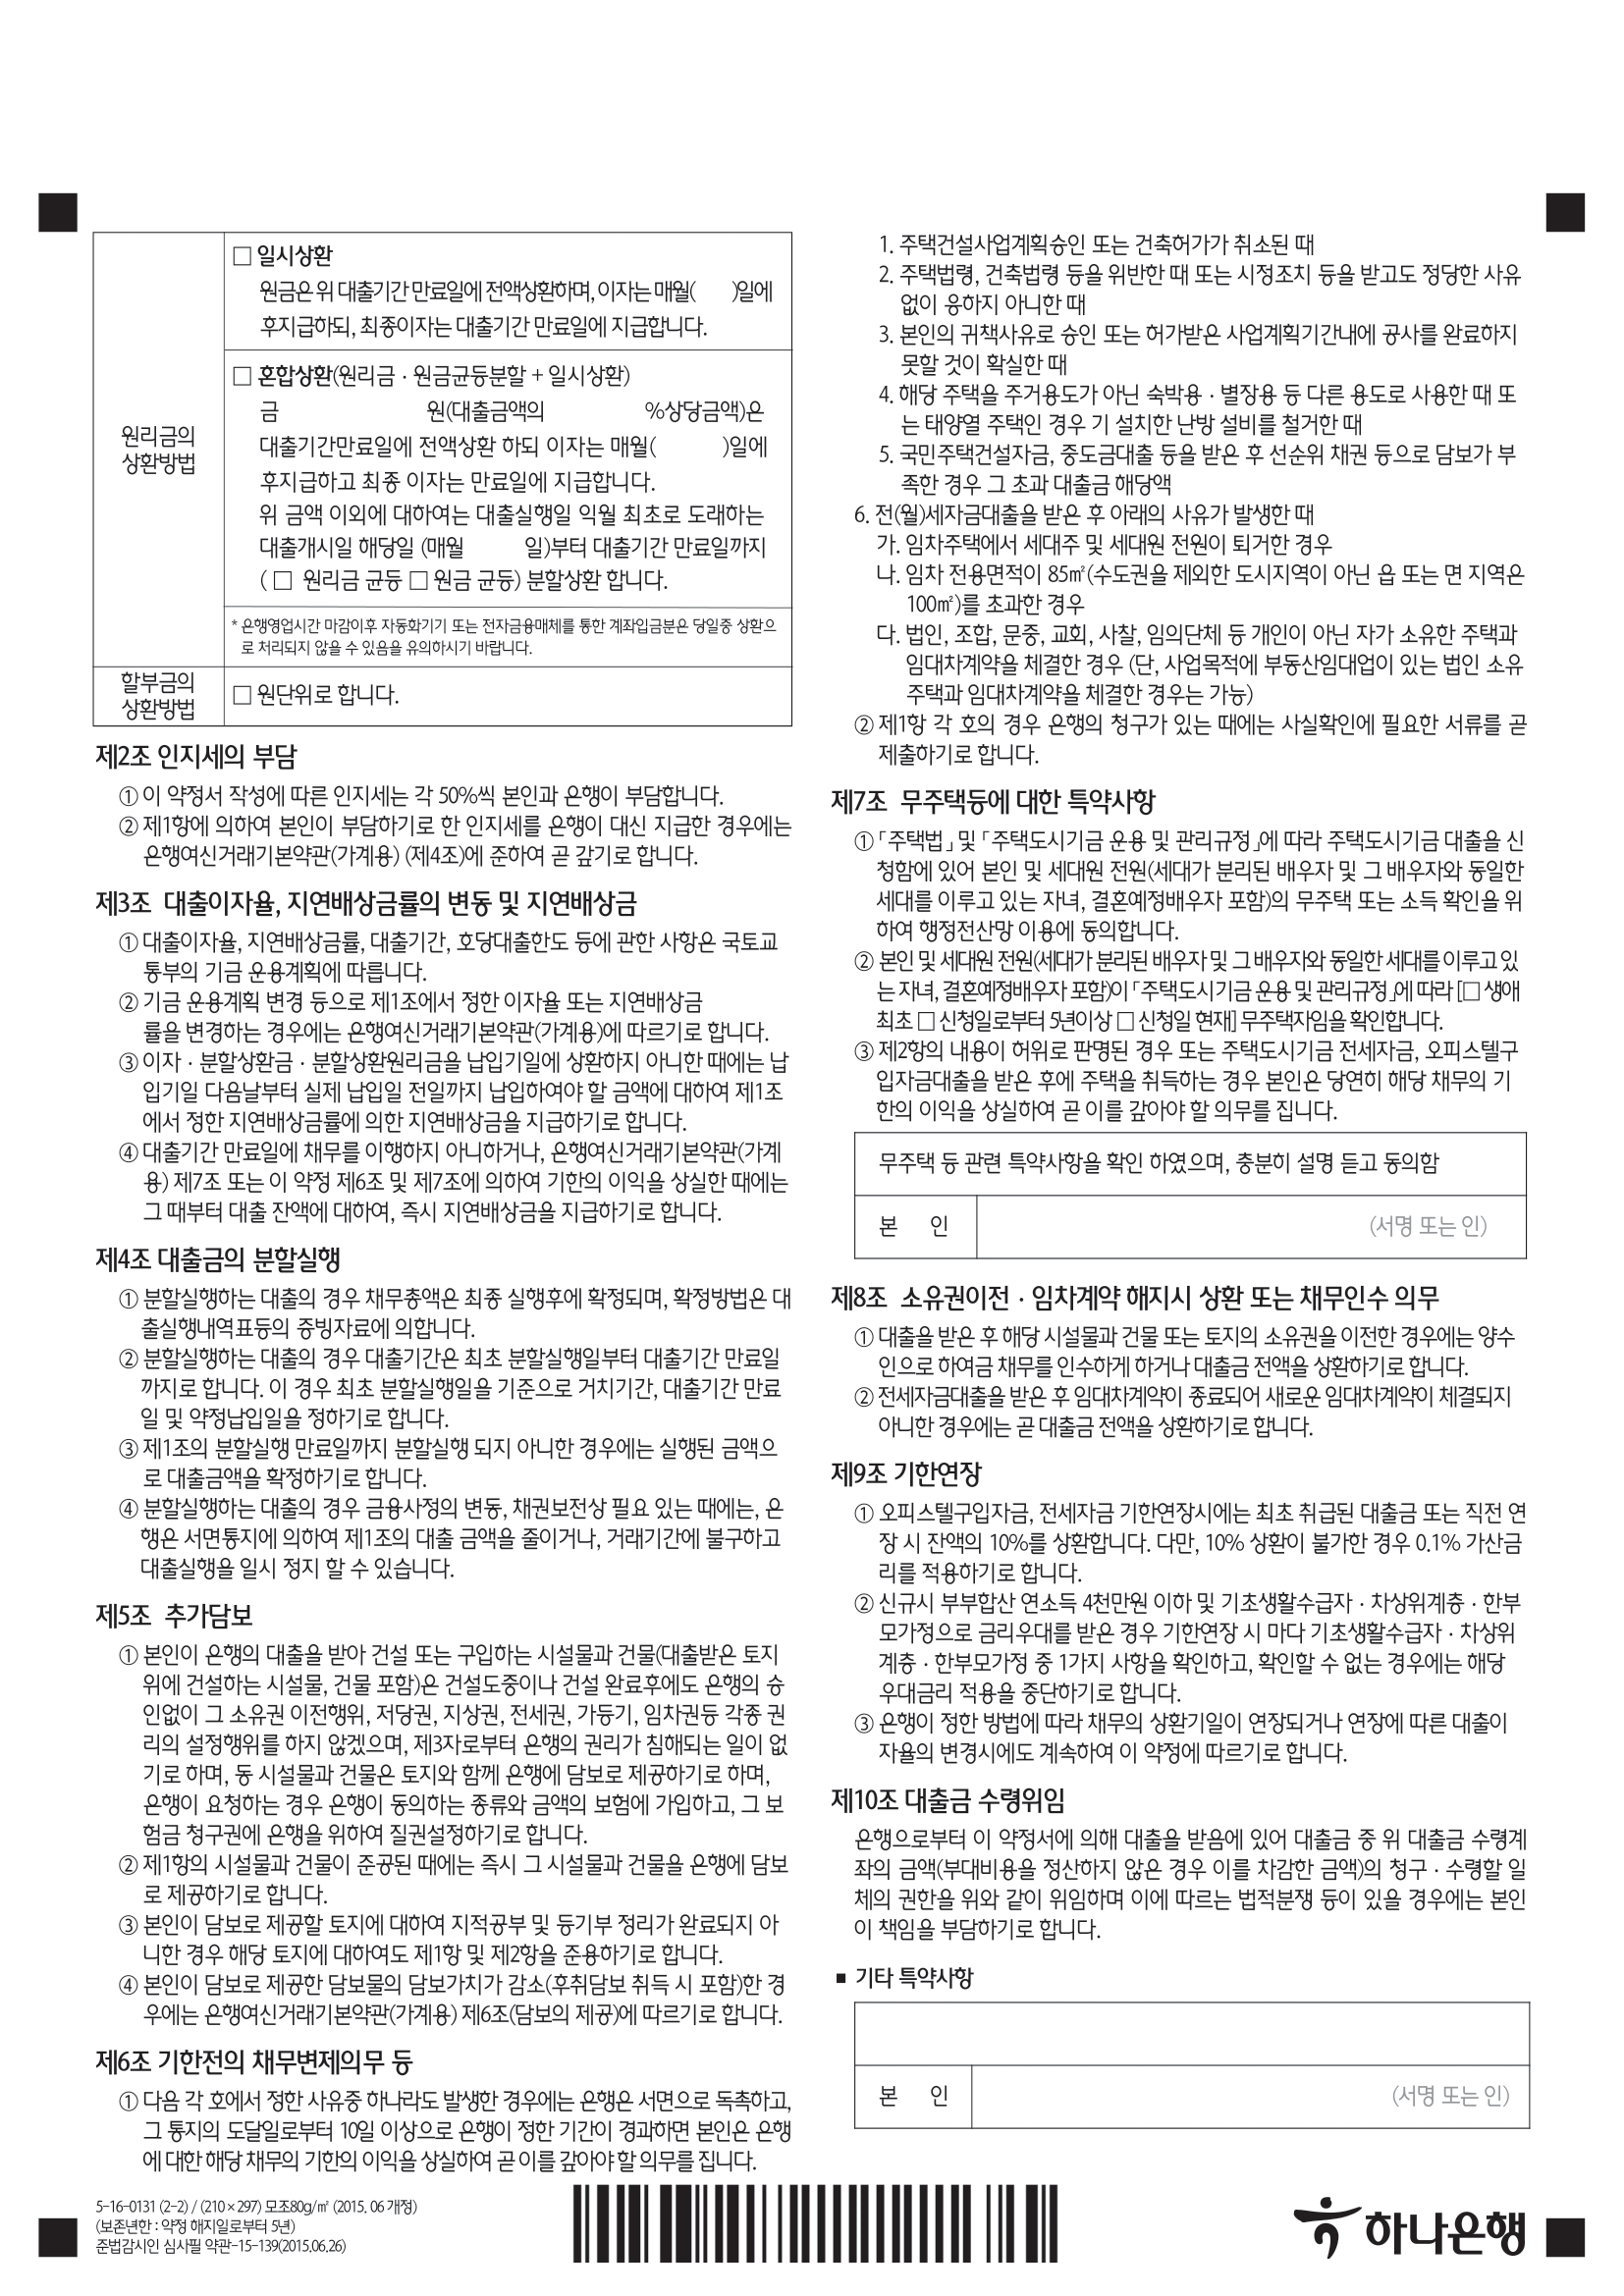 원리금의
상환방법
□ 일시상환
원금은 위 대출기간 만료일에 전액상환하며, 이자는 매월( )일에
후지급하되, 최종이자는 대출기간 만료일에 지급합니다.
□ 혼합상환(원리금 · 원금균등분할 + 일시상환)
금 원(대출금액의 %상당금액)은
대출기간만료일에 전액상환 하되 이자는 매월( )일에
후지급하고 최종 이자는 만료일에 지급합니다.
위 금액 이외에 대하여는 대출실행일 익월 최초로 도래하는
대출개시일 해당일 (매월 일)부터 대출기간 만료일까지
( □ 원리금 균등 □ 원금 균등) 분할상환 합니다.
* 은행영업시간 마감이후 자동화기기 또는 전자금융매체를 통한 계좌입금분은 당일중 상환으
로 처리되지 않을 수 있음을 유의하시기 바랍니다.
할부금의
상환방법
□ 원단위로 합니다.
제2조 인지세의 부담
① 이 약정서 작성에 따른 인지세는 각 50%씩 본인과 은행이 부담합니다.
② 제1항에 의하여 본인이 부담하기로 한 인지세를 은행이 대신 지급한 경우에는
은행여신거래기본약관(가계용) (제4조)에 준하여 곧 갚기로 합니다.
제3조 대출이자율, 지연배상금률의 변동 및 지연배상금
① 대출이자율, 지연배상금률, 대출기간, 호당대출한도 등에 관한 사항은 국토교
통부의 기금 운용계획에 따릅니다.
② 기금 운용계획 변경 등으로 제1조에서 정한 이자율 또는 지연배상금
률을 변경하는 경우에는 은행여신거래기본약관(가계용)에 따르기로 합니다.
③ 이자 · 분할상환금 · 분할상환원리금을 납입기일에 상환하지 아니한 때에는 납
입기일 다음날부터 실제 납입일 전일까지 납입하여야 할 금액에 대하여 제1조
에서 정한 지연배상금률에 의한 지연배상금을 지급하기로 합니다.
④ 대출기간 만료일에 채무를 이행하지 아니하거나, 은행여신거래기본약관(가계
용) 제7조 또는 이 약정 제6조 및 제7조에 의하여 기한의 이익을 상실한 때에는
그 때부터 대출 잔액에 대하여, 즉시 지연배상금을 지급하기로 합니다.
제4조 대출금의 분할실행
① 분할실행하는 대출의 경우 채무총액은 최종 실행후에 확정되며, 확정방법은 대
출실행내역표등의 증빙자료에 의합니다.
② 분할실행하는 대출의 경우 대출기간은 최초 분할실행일부터 대출기간 만료일
까지로 합니다. 이 경우 최초 분할실행일을 기준으로 거치기간, 대출기간 만료
일 및 약정납입일을 정하기로 합니다.
③ 제1조의 분할실행 만료일까지 분할실행 되지 아니한 경우에는 실행된 금액으
로 대출금액을 확정하기로 합니다.
④ 분할실행하는 대출의 경우 금융사정의 변동, 채권보전상 필요 있는 때에는, 은
행은 서면통지에 의하여 제1조의 대출 금액을 줄이거나, 거래기간에 불구하고
대출실행을 일시 정지 할 수 있습니다.
제5조 추가담보
① 본인이 은행의 대출을 받아 건설 또는 구입하는 시설물과 건물(대출받은 토지
위에 건설하는 시설물, 건물 포함)은 건설도중이나 건설 완료후에도 은행의 승
인없이 그 소유권 이전행위, 저당권, 지상권, 전세권, 가등기, 임차권등 각종 권
리의 설정행위를 하지 않겠으며, 제3자로부터 은행의 권리가 침해되는 일이 없
기로 하며, 동 시설물과 건물은 토지와 함께 은행에 담보로 제공하기로 하며,
은행이 요청하는 경우 은행이 동의하는 종류와 금액의 보험에 가입하고, 그 보
험금 청구권에 은행을 위하여 질권설정하기로 합니다.
② 제1항의 시설물과 건물이 준공된 때에는 즉시 그 시설물과 건물을 은행에 담보
로 제공하기로 합니다.
③ 본인이 담보로 제공할 토지에 대하여 지적공부 및 등기부 정리가 완료되지 아
니한 경우 해당 토지에 대하여도 제1항 및 제2항을 준용하기로 합니다.
④ 본인이 담보로 제공한 담보물의 담보가치가 감소(후취담보 취득 시 포함)한 경
우에는 은행여신거래기본약관(가계용) 제6조(담보의 제공)에 따르기로 합니다.
제6조 기한전의 채무변제의무 등
① 다음 각 호에서 정한 사유중 하나라도 발생한 경우에는 은행은 서면으로 독촉하고,
그 통지의 도달일로부터 10일 이상으로 은행이 정한 기간이 경과하면 본인은 은행
에 대한 해당 채무의 기한의 이익을 상실하여 곧 이를 갚아야 할 의무를 집니다.
1. 주택건설사업계획승인 또는 건축허가가 취소된 때
2. 주택법령, 건축법령 등을 위반한 때 또는 시정조치 등을 받고도 정당한 사유
없이 응하지 아니한 때
3. 본인의 귀책사유로 승인 또는 허가받은 사업계획기간내에 공사를 완료하지
못할 것이 확실한 때
4. 해당 주택을 주거용도가 아닌 숙박용 · 별장용 등 다른 용도로 사용한 때 또
는 태양열 주택인 경우 기 설치한 난방 설비를 철거한 때
5. 국민주택건설자금, 중도금대출 등을 받은 후 선순위 채권 등으로 담보가 부
족한 경우 그 초과 대출금 해당액
6. 전(월)세자금대출을 받은 후 아래의 사유가 발생한 때
가. 임차주택에서 세대주 및 세대원 전원이 퇴거한 경우
나. 임차 전용면적이 85㎡(수도권을 제외한 도시지역이 아닌 읍 또는 면 지역은
100㎡)를 초과한 경우
다. 법인, 조합, 문중, 교회, 사찰, 임의단체 등 개인이 아닌 자가 소유한 주택과
임대차계약을 체결한 경우 (단, 사업목적에 부동산임대업이 있는 법인 소유
주택과 임대차계약을 체결한 경우는 가능)
② 제1항 각 호의 경우 은행의 청구가 있는 때에는 사실확인에 필요한 서류를 곧
제출하기로 합니다.
제7조 무주택등에 대한 특약사항
① 「주택법」 및 「주택도시기금 운용 및 관리규정」에 따라 주택도시기금 대출을 신
청함에 있어 본인 및 세대원 전원(세대가 분리된 배우자 및 그 배우자와 동일한
세대를 이루고 있는 자녀, 결혼예정배우자 포함)의 무주택 또는 소득 확인을 위
하여 행정전산망 이용에 동의합니다.
② 본인 및 세대원 전원(세대가 분리된 배우자 및 그 배우자와 동일한 세대를 이루고 있
는 자녀, 결혼예정배우자 포함)이 「주택도시기금 운용 및 관리규정」에 따라 [□ 생애
최초 □ 신청일로부터 5년이상 □ 신청일 현재] 무주택자임을 확인합니다.
③ 제2항의 내용이 허위로 판명된 경우 또는 주택도시기금 전세자금, 오피스텔구
입자금대출을 받은 후에 주택을 취득하는 경우 본인은 당연히 해당 채무의 기
한의 이익을 상실하여 곧 이를 갚아야 할 의무를 집니다.
무주택 등 관련 특약사항을 확인 하였으며, 충분히 설명 듣고 동의함
본 인 (서명 또는 인)
제8조 소유권이전 · 임차계약 해지시 상환 또는 채무인수 의무
① 대출을 받은 후 해당 시설물과 건물 또는 토지의 소유권을 이전한 경우에는 양수
인으로 하여금 채무를 인수하게 하거나 대출금 전액을 상환하기로 합니다.
② 전세자금대출을 받은 후 임대차계약이 종료되어 새로운 임대차계약이 체결되지
아니한 경우에는 곧 대출금 전액을 상환하기로 합니다.
제9조 기한연장
① 오피스텔구입자금, 전세자금 기한연장시에는 최초 취급된 대출금 또는 직전 연
장 시 잔액의 10%를 상환합니다. 다만, 10% 상환이 불가한 경우 0.1% 가산금
리를 적용하기로 합니다.
② 신규시 부부합산 연소득 4천만원 이하 및 기초생활수급자 · 차상위계층 · 한부
모가정으로 금리우대를 받은 경우 기한연장 시 마다 기초생활수급자 · 차상위
계층 · 한부모가정 중 1가지 사항을 확인하고, 확인할 수 없는 경우에는 해당
우대금리 적용을 중단하기로 합니다.
③ 은행이 정한 방법에 따라 채무의 상환기일이 연장되거나 연장에 따른 대출이
자율의 변경시에도 계속하여 이 약정에 따르기로 합니다.
제10조 대출금 수령위임
은행으로부터 이 약정서에 의해 대출을 받음에 있어 대출금 중 위 대출금 수령계
좌의 금액(부대비용을 정산하지 않은 경우 이를 차감한 금액)의 청구 · 수령할 일
체의 권한을 위와 같이 위임하며 이에 따르는 법적분쟁 등이 있을 경우에는 본인
이 책임을 부담하기로 합니다.
■ 기타 특약사항
본 인 (서명 또는 인)
5-16-0131 (2-2) / (210×297) 모조80g/㎡ (2015. 06 개정)
(보존년한 : 약정 해지일로부터 5년)
준법감시인 심사필 약관-15-139(2015.06.26)
하나은행